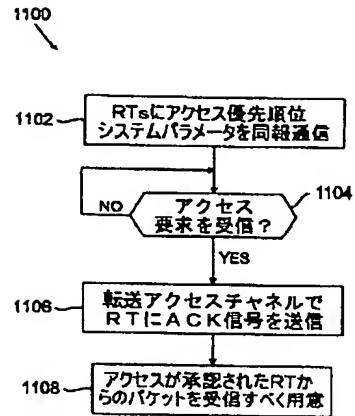 1100
1102
RTsにアクセス優先順位
システムパラメータを同報通信
1104
NO
アクセス
要求を受信？
YES
1106
転送アクセスチャネルで
RTにACK信号を送信
1108
アクセスが承認されたRTか
らのパケットを受信すべく用意